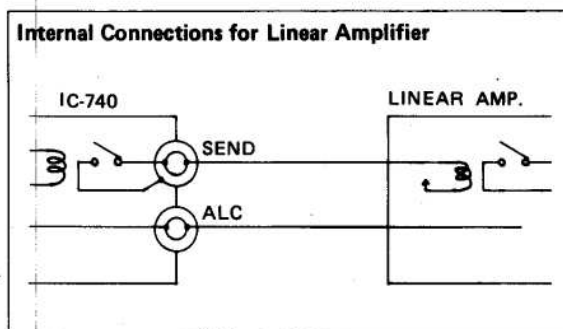 Internal Connections for Linear Amplifier
IC-740
LINEAR AMP.
SEND
ALC